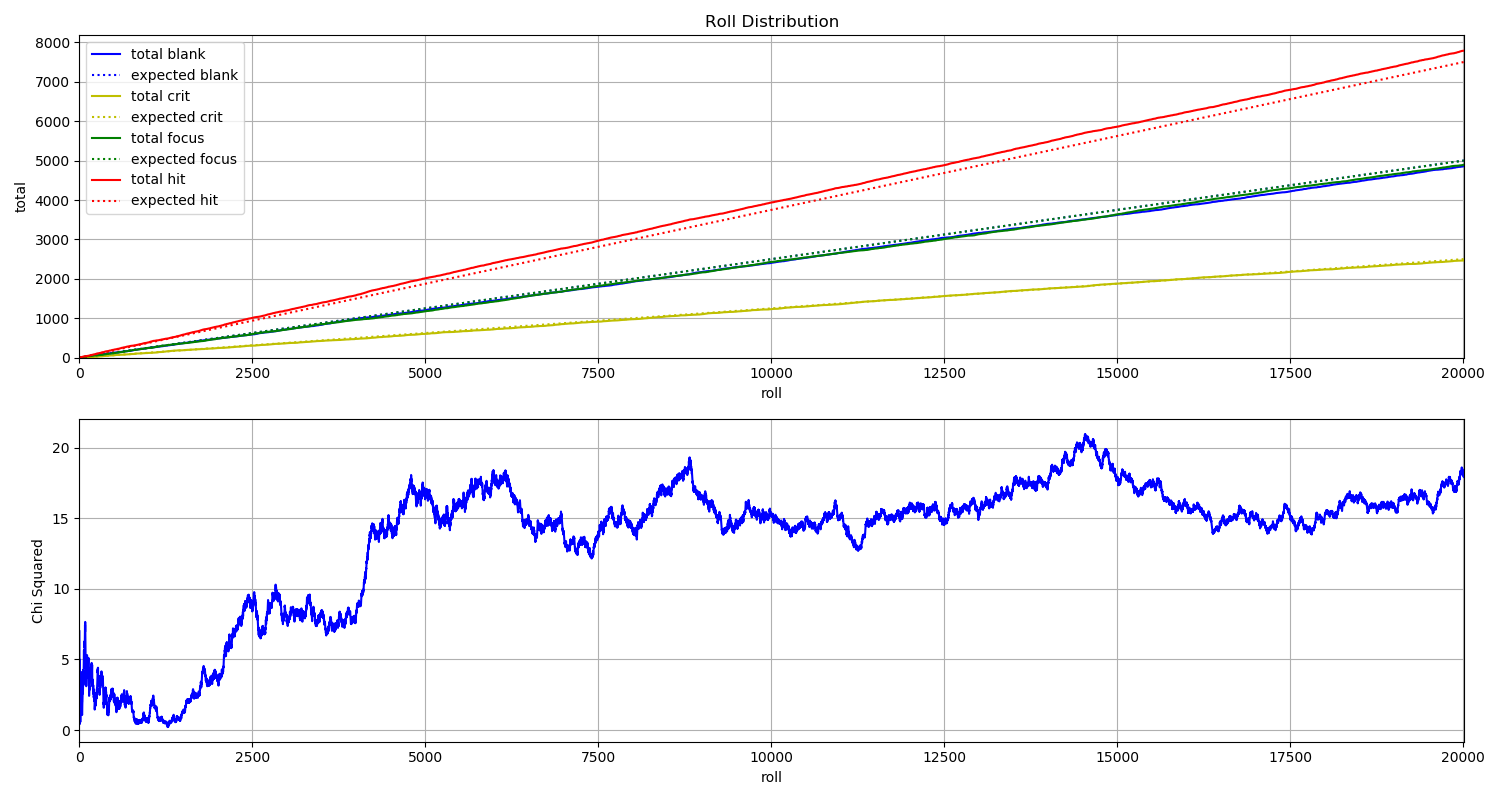 Roll Distribution
8000
7000
6000
5000
4000
3000
2000
1000
0
total
total blank
expected blank
total crit
expected crit
total focus
expected focus
total hit
expected hit
0 2500 5000 7500 10000 12500 15000 17500 20000
roll
20
15
10
5
0
Chi Squared
0 2500 5000 7500 10000 12500 15000 17500 20000
roll